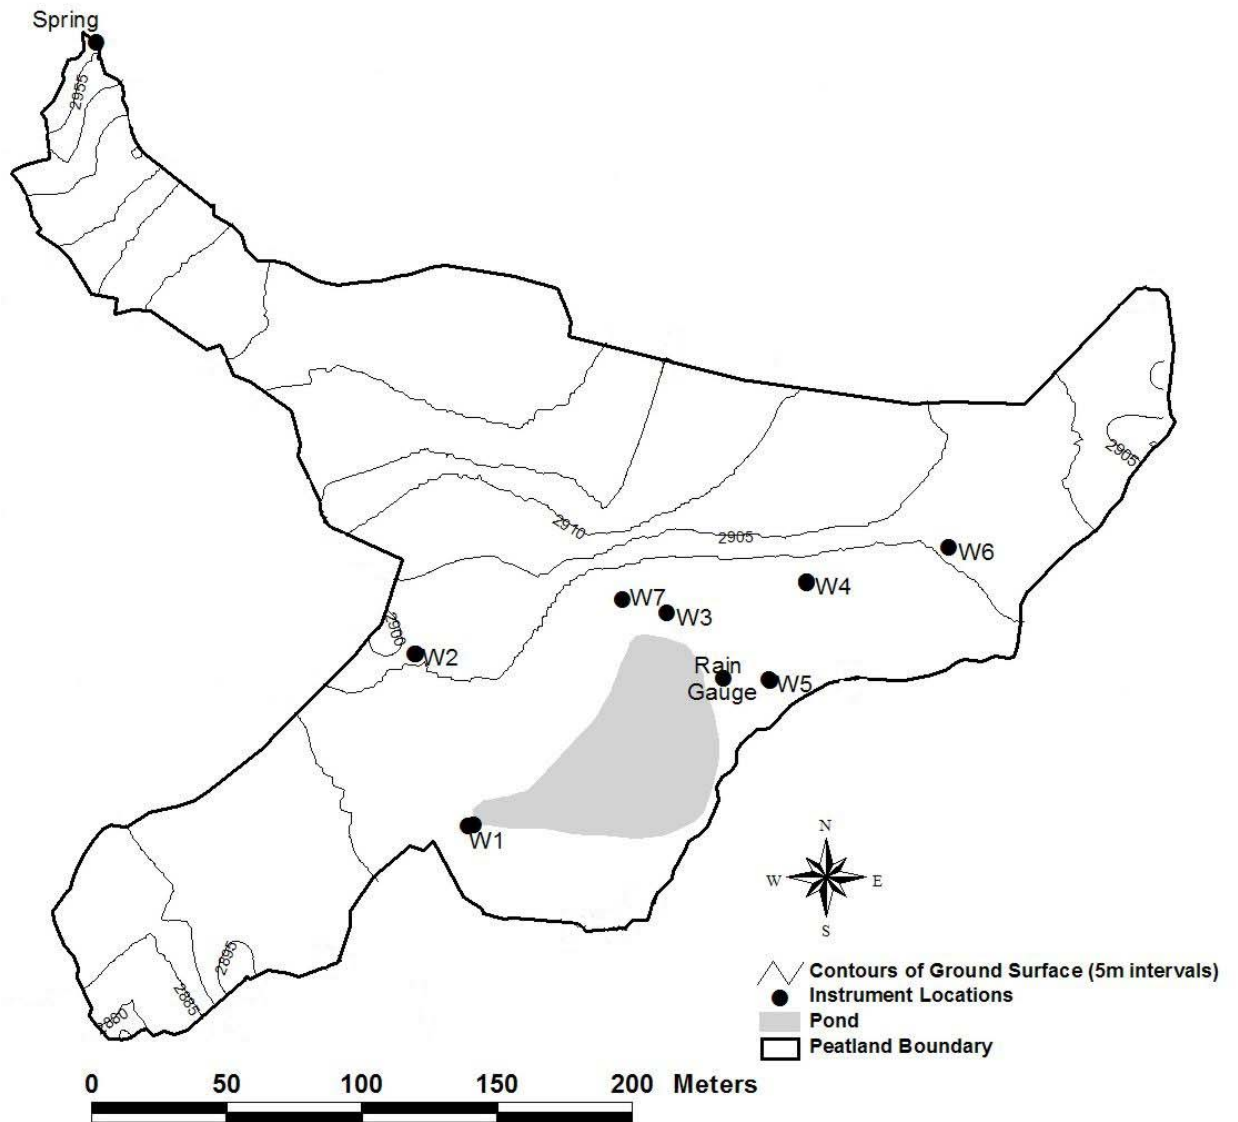 Spring
2955
2910
2905
2905
W6
W4
W7
W3
2900
W2
Rain
Gauge
W5
W1
N
W E
S
2895
2885
2880
Contours of Ground Surface (5m intervals)
Instrument Locations
Pond
Peatland Boundary
0 50 100 150 200 Meters